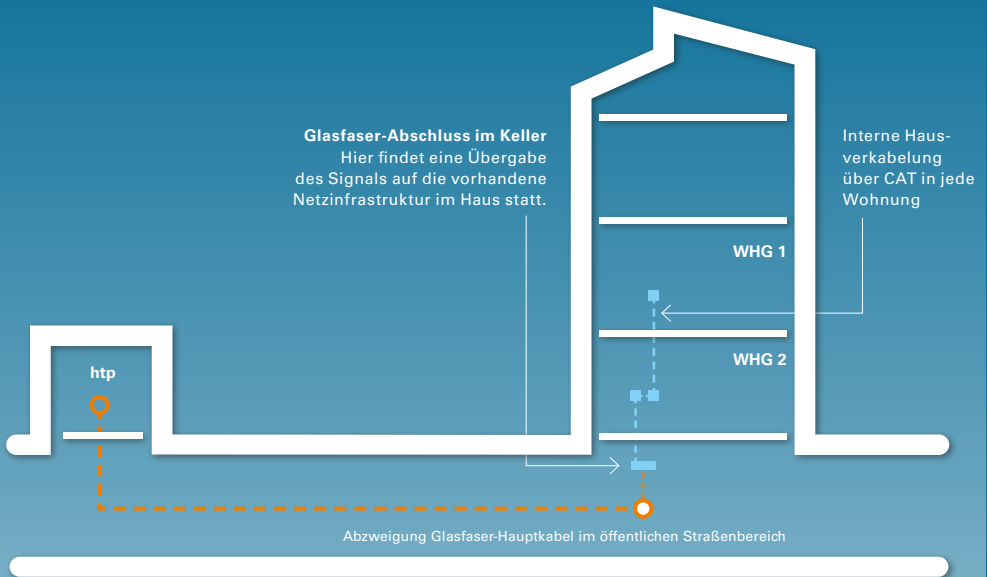 Glasfaser-Abschluss im Keller
Hier findet eine Übergabe
des Signals auf die vorhandene
Netzinfrastruktur im Haus statt.
Interne Haus-
verkabelung
über CAT in jede
Wohnung
WHG 1
WHG 2
htp
Abzweigung Glasfaser-Hauptkabel im öffentlichen Straßenbereich